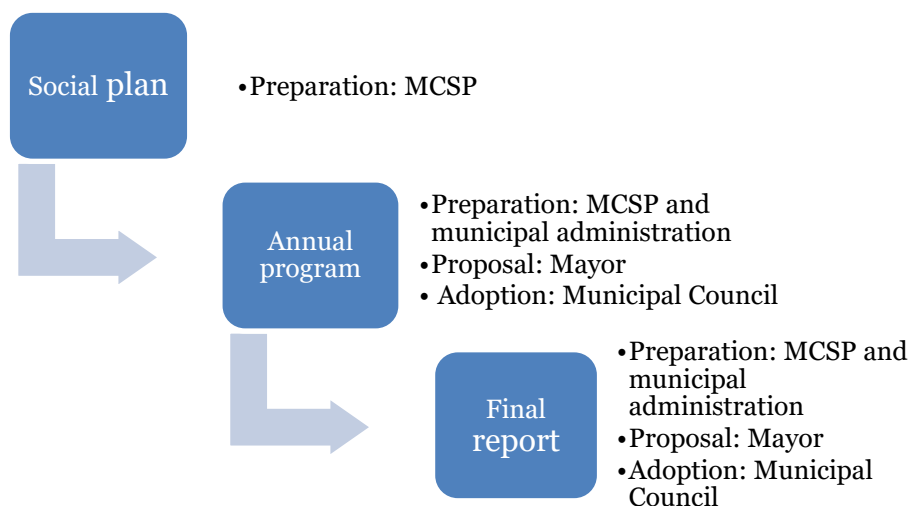 Social plan
•Preparation: MCSP
Annual
program
•Preparation: MCSP and
municipal administration
•Proposal: Mayor
• Adoption: Municipal Council
Final
report
•Preparation: MCSP and
municipal
administration
•Proposal: Mayor
•Adoption: Municipal
Council